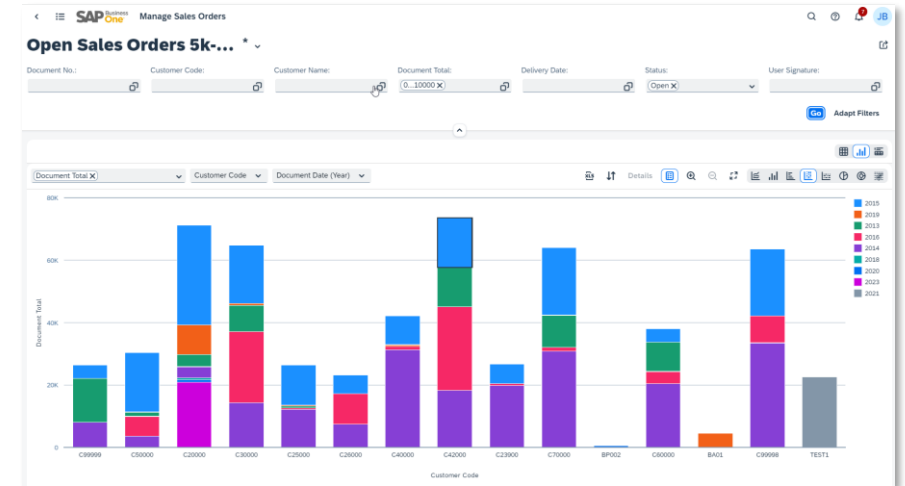 SAP Business One Manage Sales Orders
7 JB
Open Sales Orders 5k-... *
Document No.: Customer Code: Customer Name: Document Total: Delivery Date: Status: User Signature:
0...10000 X Open X
Go Adapt Filters
Document Total X Customer Code Document Date (Year) Details
80K
60K
40K
20K
0
Document Total
C99999 C50000 C20000 C30000 C25000 C26000 C40000 C42000 C23900 C70000 BP002 C60000 BA01 C99998 TEST1
Customer Code
2015
2019
2013
2016
2014
2018
2020
2023
2021